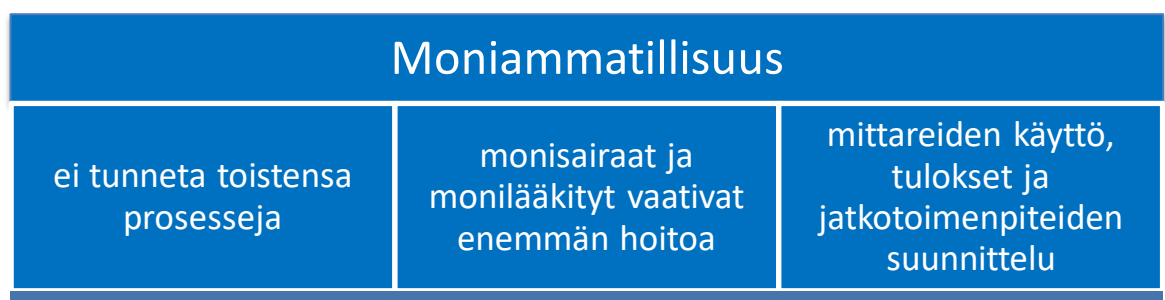 Moniammatillisuus
ei tunneta toistensa
prosesseja
monisairaat ja
monilääkityt vaativat
enemmän hoitoa
mittareiden käyttö,
tulokset ja
jatkotoimenpiteiden
suunnittelu